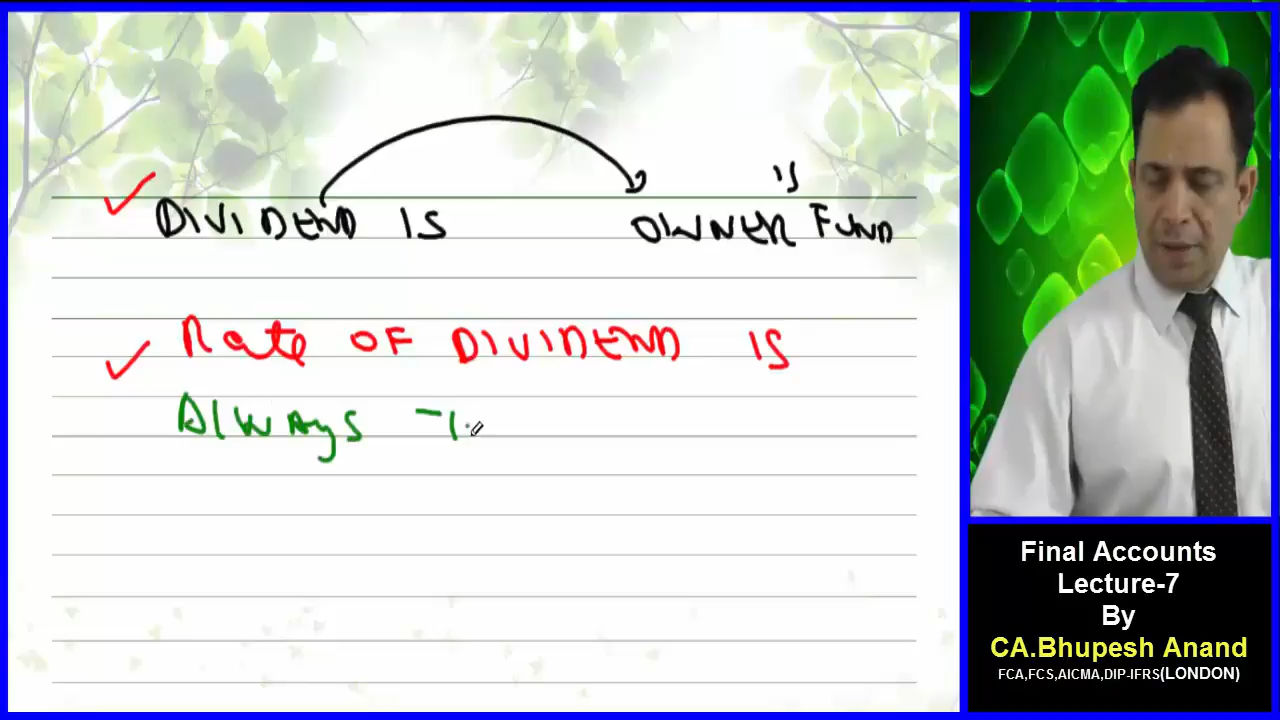 is
DIVIDEND IS OWNER FUND
Rate OF DIVIDEND IS
Always
Final Accounts
Lecture-7
By
CA.Bhupesh Anand
FCA,FCS,AICMA,DIP-IFRS(LONDON)